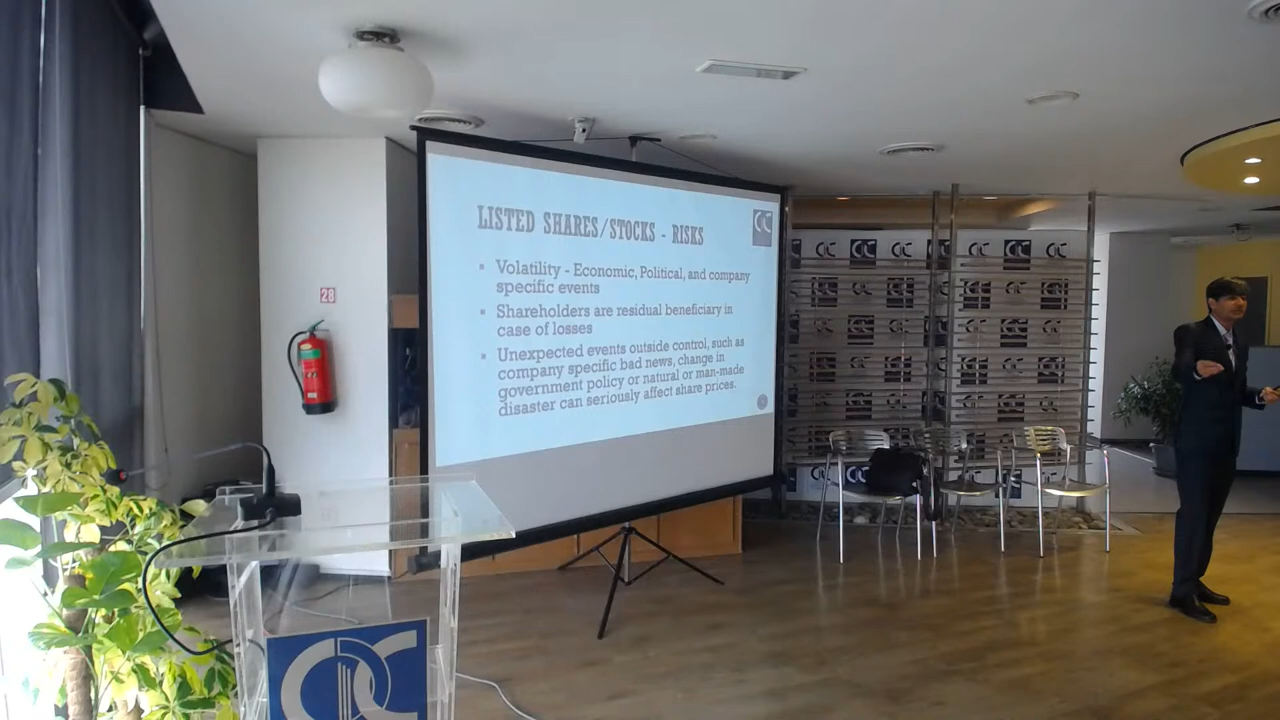 28
LISTED SHARES/STOCKS - RISKS
Volatility - Economic, Political, and company
specific events
Shareholders are residual beneficiary in
case of losses
Unexpected events outside control, such as
company specific bad news, change in
government policy or natural or man-made
disaster can seriously affect share prices.